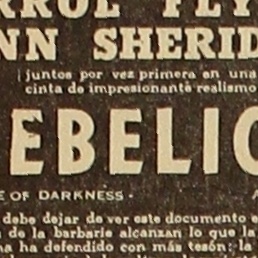 RROL FLY
NN SHERID
juntos por vez primera en una
cinta de impresionante realismo
EBELIO
E OF DARKNESS •
debe dejar de ver este documento
de la barbarie alcanzan lo que la
ha defendido con más tesón: la